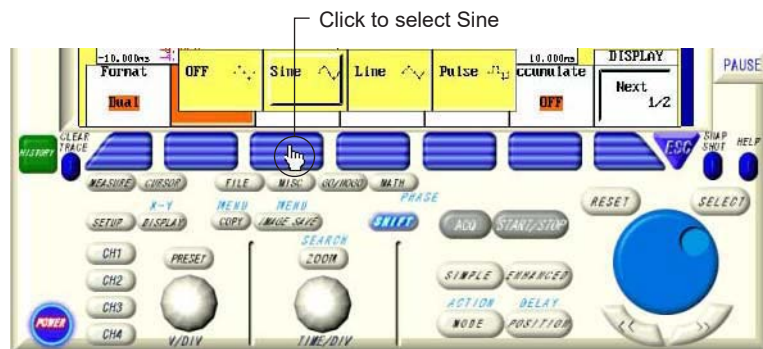 Click to select Sine
-10.000ms 10.000ms DISPLAY
Format OFF Sine Line Pulse ccumulate Next PAUSE
Dual OFF 1/2
HISTORY CLEAR TRACE ESC SNAP SHOT HELP
MEASURE CURSOR FILE MISC GO/NOGO MATH
X-Y MENU MENU PHASE RESET SELECT
SETUP DISPLAY COPY IMAGE SAVE SHIFT ACQ START/STOP
SEARCH
CH1 PRESET ZOOM
CH2 SIMPLE ENHANCED
CH3 ACTION DELAY
POWER CH4 MODE POSITION
V/DIV TIME/DIV